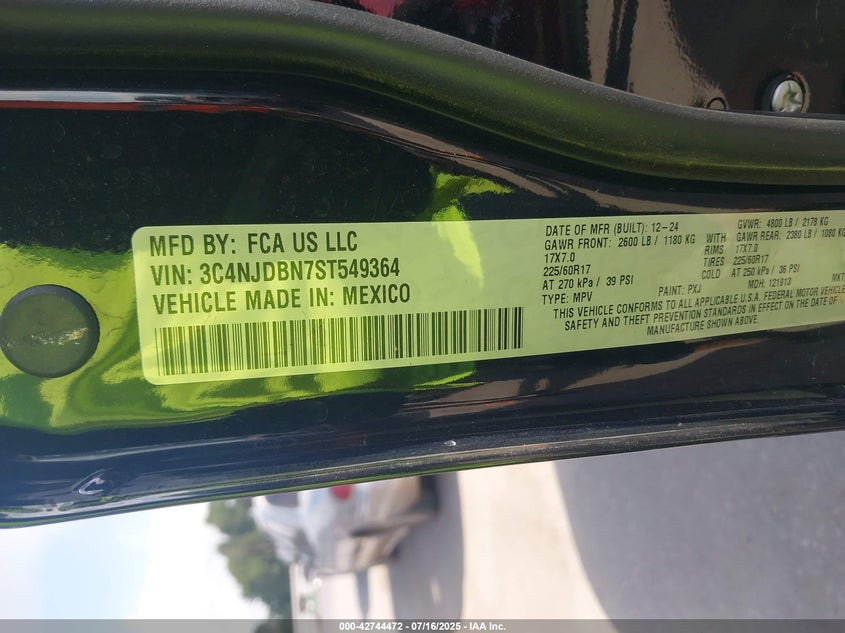 MFD BY: FCA US LLC
VIN: 3C4NJDBN7ST549364
VEHICLE MADE IN: MEXICO
DATE OF MFR (BUILT): 12-24
GVWR: 4800 LB / 2178 KG
GAWR FRONT: 2600 LB / 1180 KG WITH GAWR REAR: 2380 LB / 1080 KG
17X7.0 RIMS 17X7.0
225/60R17 TIRES 225/60R17
AT 270 kPa / 39 PSI COLD AT 250 kPa / 36 PSI
TYPE: MPV PAINT: PXJ MDH: 121913 MKT:
THIS VEHICLE CONFORMS TO ALL APPLICABLE U.S.A. FEDERAL MOTOR VEHICLE
SAFETY AND THEFT PREVENTION STANDARDS IN EFFECT ON THE DATE OF
MANUFACTURE SHOWN ABOVE.
000-42744472 - 07/16/2025 - IAA Inc.